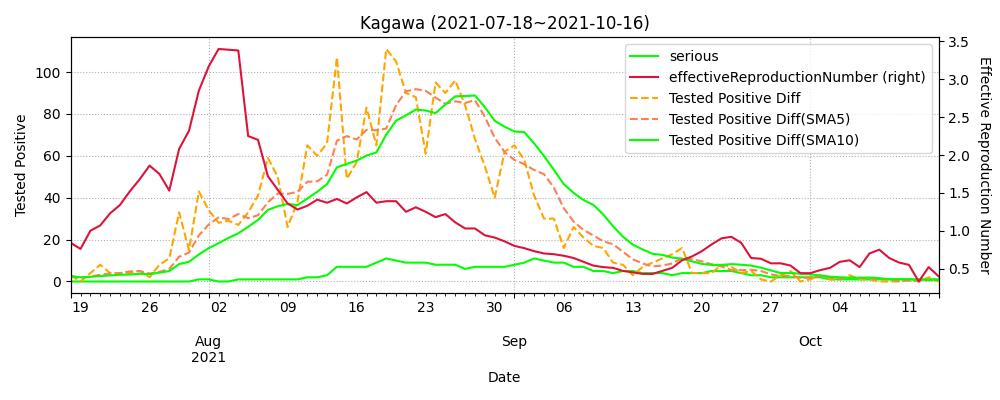 Kagawa (2021-07-18~2021-10-16)
serious
effectiveReproductionNumber (right)
Tested Positive Diff
Tested Positive Diff(SMA5)
Tested Positive Diff(SMA10)
Tested Positive
100
80
60
40
20
0
3.5
3.0
2.5
2.0
1.5
1.0
0.5
Effective Reproduction Number
19 26 02 09 16 23 30 06 13 20 27 04 11
Aug Sep Oct
2021
Date